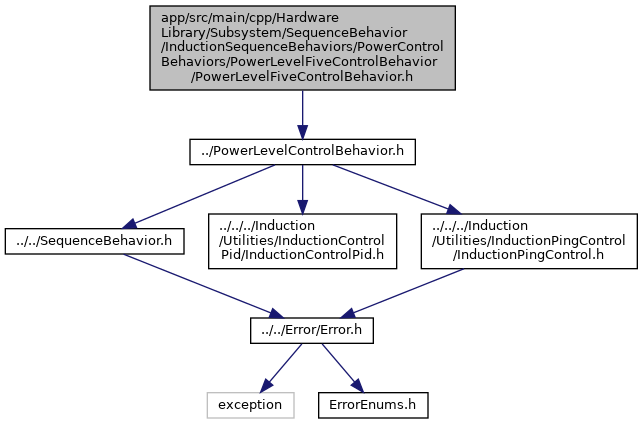 app/src/main/cpp/Hardware
Library/Subsystem/SequenceBehavior
/InductionSequenceBehaviors/PowerControl
Behaviors/PowerLevelFiveControlBehavior
/PowerLevelFiveControlBehavior.h
../PowerLevelControlBehavior.h
../../SequenceBehavior.h
../../../Induction
/Utilities/InductionControl
Pid/InductionControlPid.h
../../../Induction
/Utilities/InductionPingControl
/InductionPingControl.h
../../Error/Error.h
exception
ErrorEnums.h